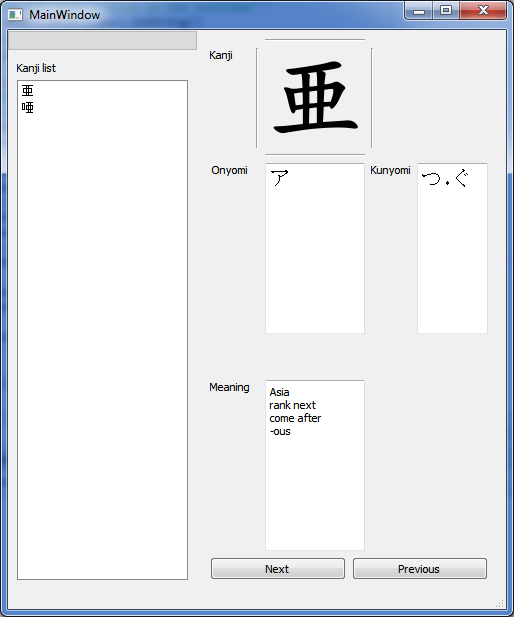 MainWindow
Kanji list
亜
唖
Kanji
亜
Onyomi
ア
Kunyomi
つ.ぐ
Meaning
Asia
rank next
come after
-ous
Next
Previous